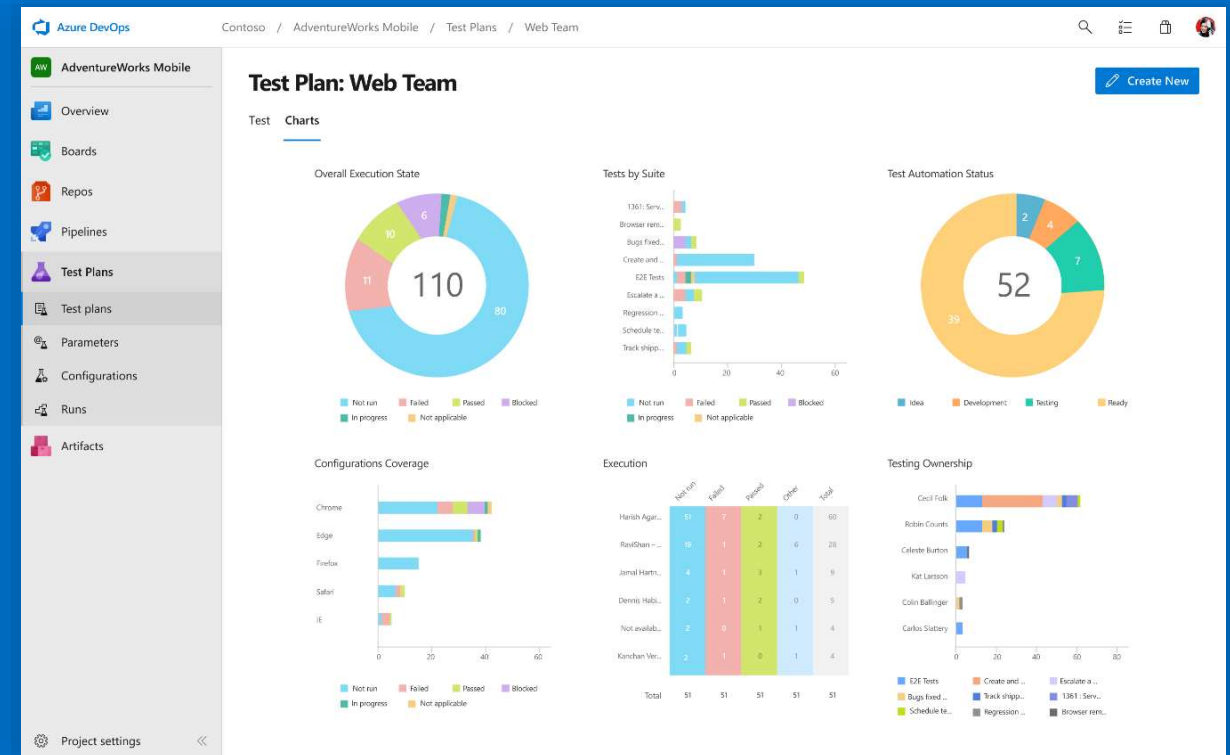 Azure DevOps
Contoso / AdventureWorks Mobile / Test Plans / Web Team
AW AdventureWorks Mobile
Overview
Boards
Repos
Pipelines
Test Plans
Test plans
Parameters
Configurations
Runs
Artifacts
Project settings
Test Plan: Web Team
Create New
Test Charts
Overall Execution State
110
80
11
10
6
Not run Failed Passed Blocked
In progress Not applicable
Tests by Suite
1361: Serv...
Browser rem...
Bugs fixed...
Create and ...
E2E Tests
Escalate a ...
Regression ...
Schedule te...
Track shipp...
0 20 40 60
Not run Failed Passed Blocked
In progress Not applicable
Test Automation Status
52
2
4
7
39
Idea Development Testing Ready
Configurations Coverage
Chrome
Edge
Firefox
Safari
IE
0 20 40 60
Not run Failed Passed Blocked
In progress Not applicable
Execution
Not run Failed Passed Other Total
Harish Agar... 51 7 2 0 60
RaviShan – ... 19 1 2 6 28
Jamal Hartn... 4 1 3 1 9
Dennis Habi... 2 1 2 0 5
Not availab... 2 0 1 1 4
Kanchan Ver... 2 1 0 1 4
Total 51 51 51 51 51
Testing Ownership
Cecil Folk
Robin Counts
Celeste Burton
Kat Larsson
Colin Ballinger
Carlos Slattery
0 20 40 60 80
E2E Tests Create and ... Escalate a ...
Bugs fixed ... Track shipp... 1361 : Serv...
Schedule te... Regression ... Browser rem...